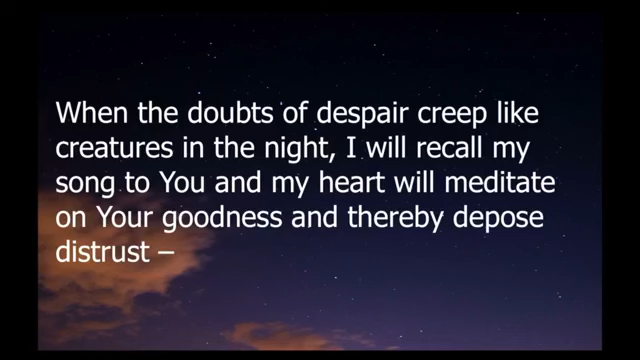 When the doubts of despair creep like
creatures in the night, I will recall my
song to You and my heart will meditate
on Your goodness and thereby depose
distrust –